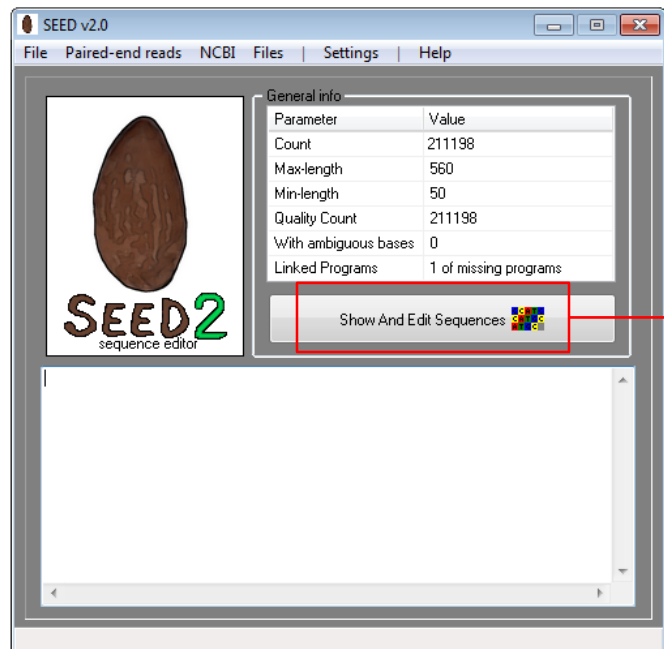 SEED v2.0
File Paired-end reads NCBI Files | Settings | Help
General info
Parameter Value
Count 211198
Max-length 560
Min-length 50
Quality Count 211198
With ambiguous bases 0
Linked Programs 1 of missing programs
SEED2
sequence editor
Show And Edit Sequences